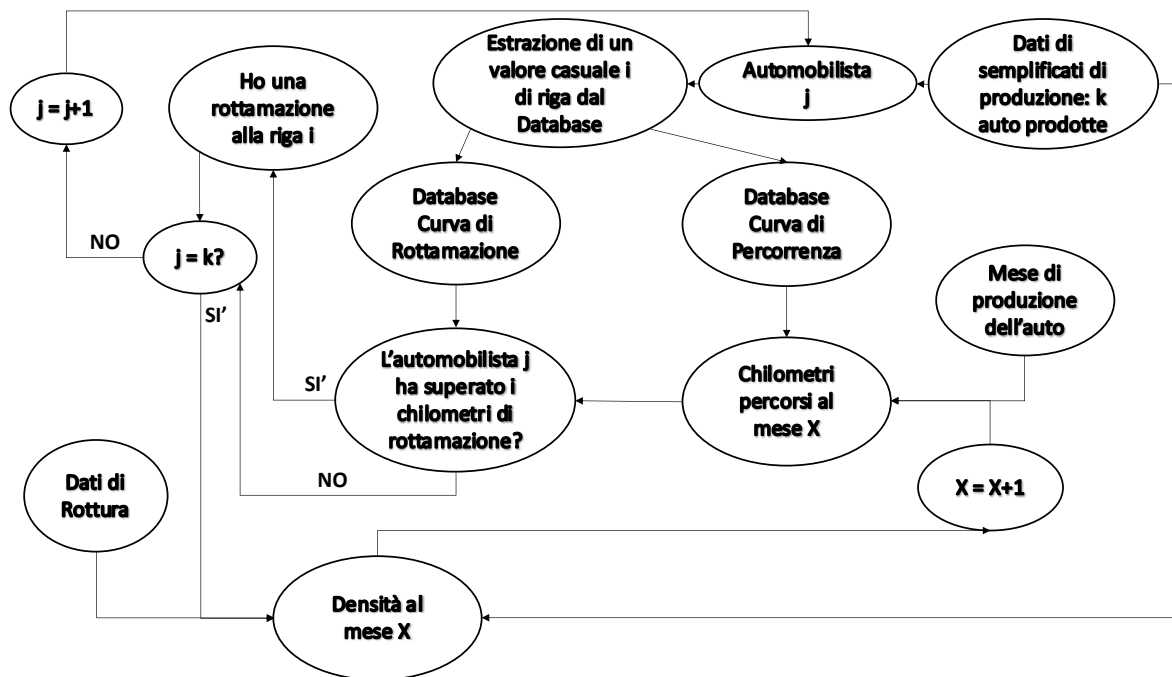 Estrazione di un
valore casuale i
di riga dal
Database
Automobilista
j
Dati di
semplificati di
produzione: k
auto prodotte
Ho una
rottamazione
alla riga i
j = j+1
Database
Curva di
Rottamazione
Database
Curva di
Percorrenza
NO
j = k?
SI’
Mese di
produzione
dell’auto
L’automobilista j
ha superato i
chilometri di
rottamazione?
SI’
Chilometri
percorsi al
mese X
NO
Dati di
Rottura
X = X+1
Densità al
mese X